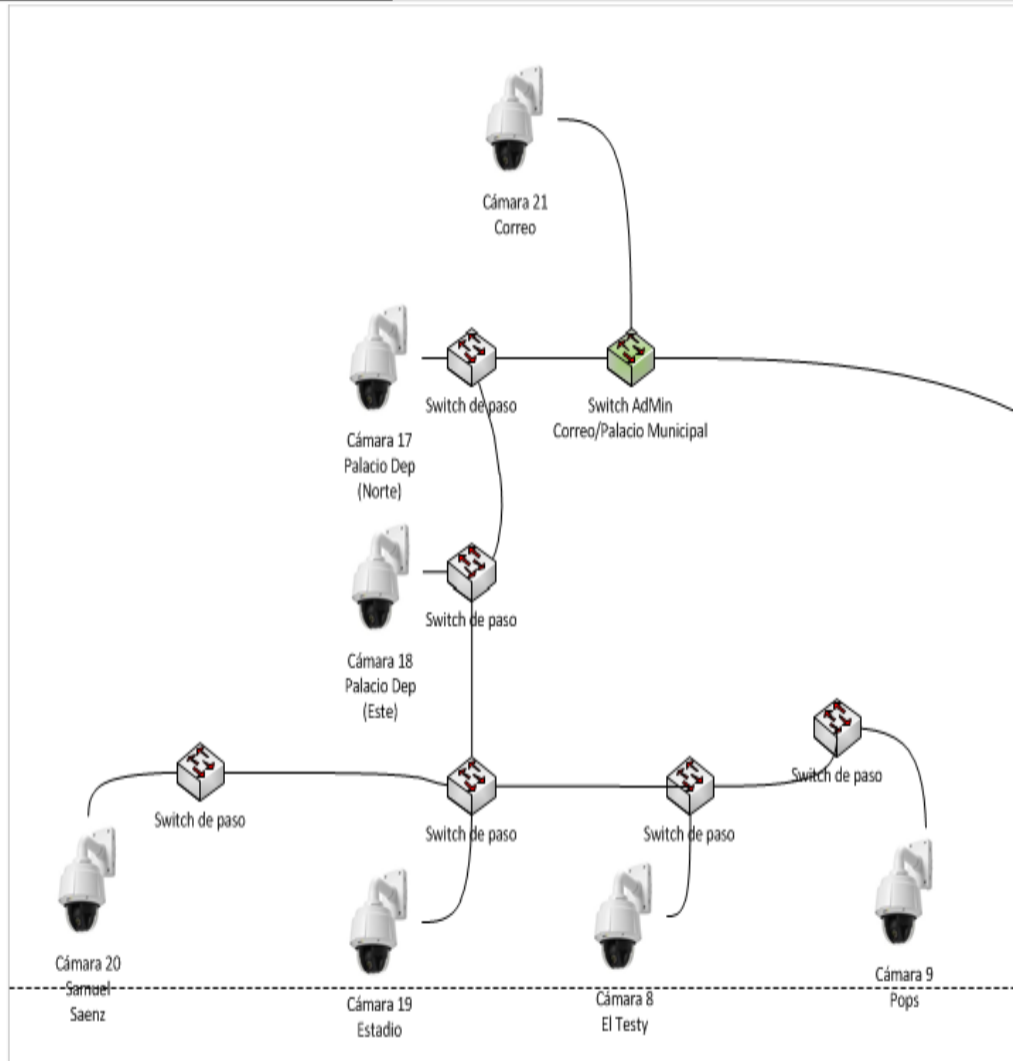 Cámara 21
Correo
Switch de paso
Switch AdMin
Correo/Palacio Municipal
Cámara 17
Palacio Dep
(Norte)
Switch de paso
Cámara 18
Palacio Dep
(Este)
Switch de paso
Switch de paso
Switch de paso
Switch de paso
Cámara 20
Samuel
Saenz
Cámara 19
Estadio
Cámara 8
El Testy
Cámara 9
Pops